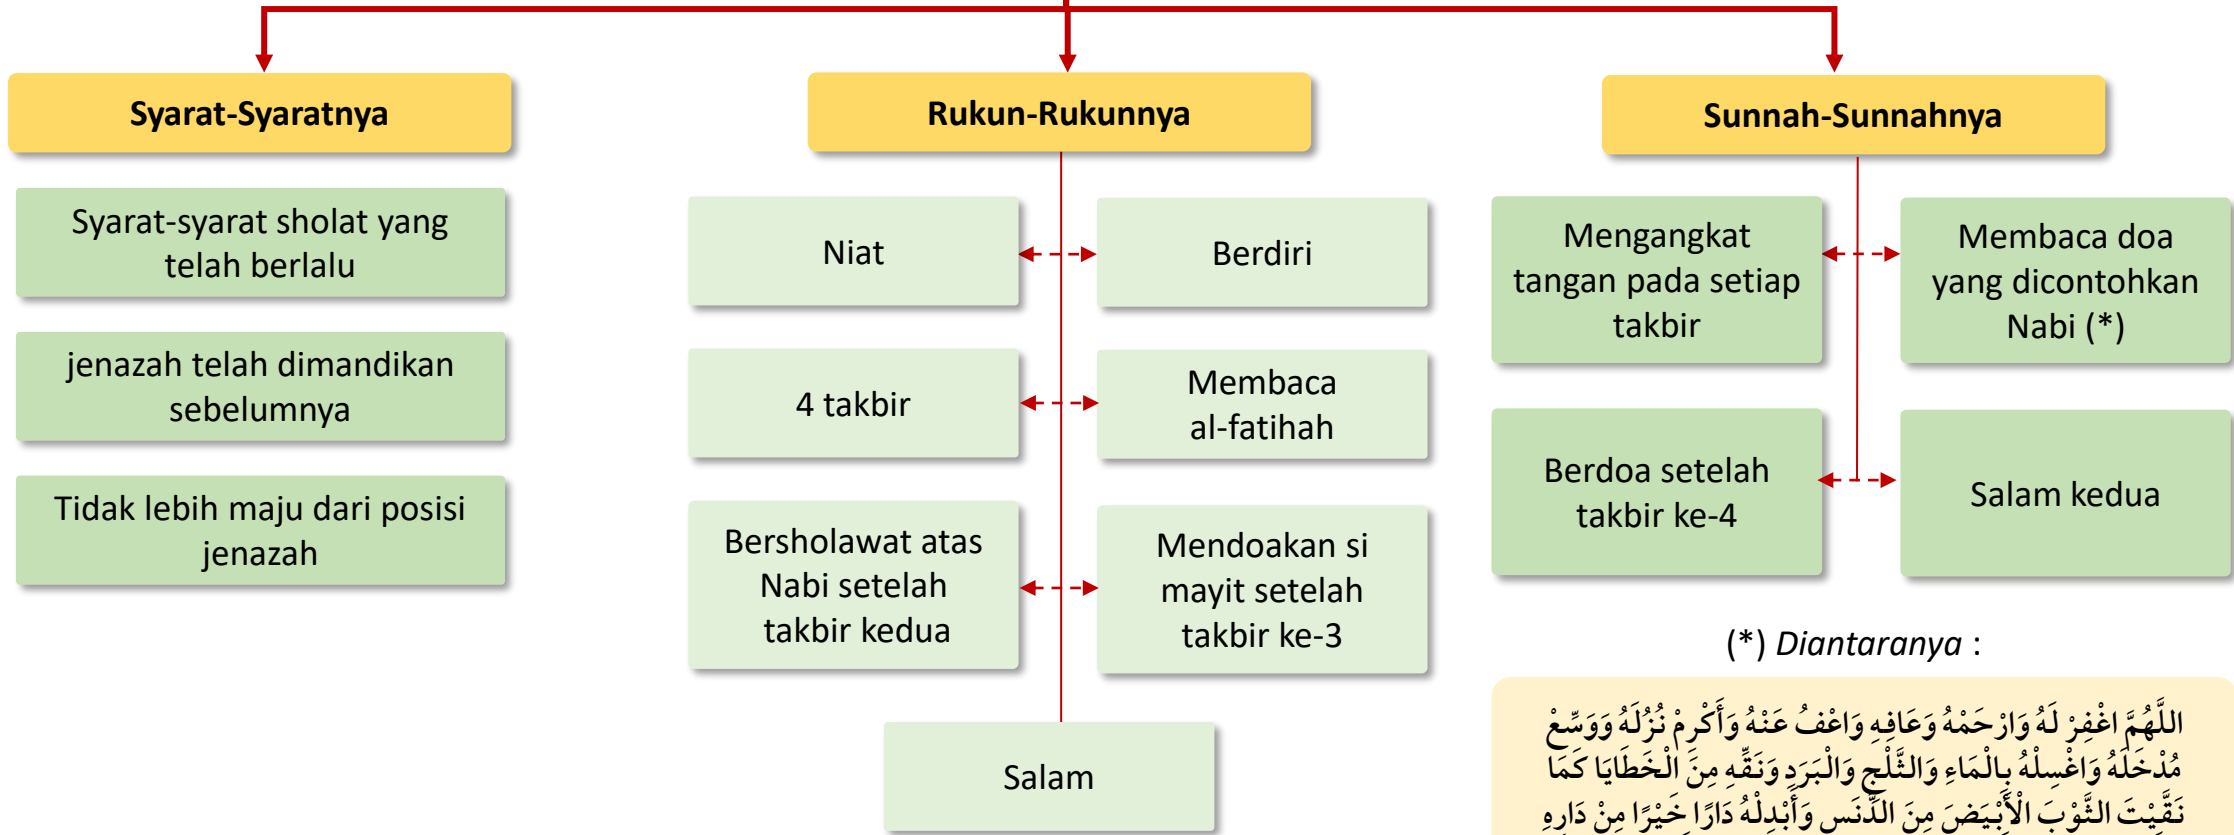 Syarat-Syaratnya
Syarat-syarat sholat yang
telah berlalu
jenazah telah dimandikan
sebelumnya
Tidak lebih maju dari posisi
jenazah
Rukun-Rukunnya
Niat
Berdiri
4 takbir
Membaca
al-fatihah
Bersholawat atas
Nabi setelah
takbir kedua
Mendoakan si
mayit setelah
takbir ke-3
Salam
Sunnah-Sunnahnya
Mengangkat
tangan pada setiap
takbir
Membaca doa
yang dicontohkan
Nabi (*)
Berdoa setelah
takbir ke-4
Salam kedua
(*) Diantaranya :
اللَّهُمَّ اغْفِرْ لَهُ وَارْحَمْهُ وَعَافِهِ وَاعْفُ عَنْهُ وَأَكْرِمْ نُزُلَهُ وَوَسِّعْ
مُدْخَلَهُ وَاغْسِلْهُ بِالْمَاءِ وَالثَّلْجِ وَالْبَرَدِ وَنَقِّهِ مِنَ الْخَطَايَا كَمَا
نَقَّيْتَ الثَّوْبَ الْأَبْيَضَ مِنَ الدَّنَسِ وَأَبْدِلْهُ دَارًا خَيْرًا مِنْ دَارِهِ